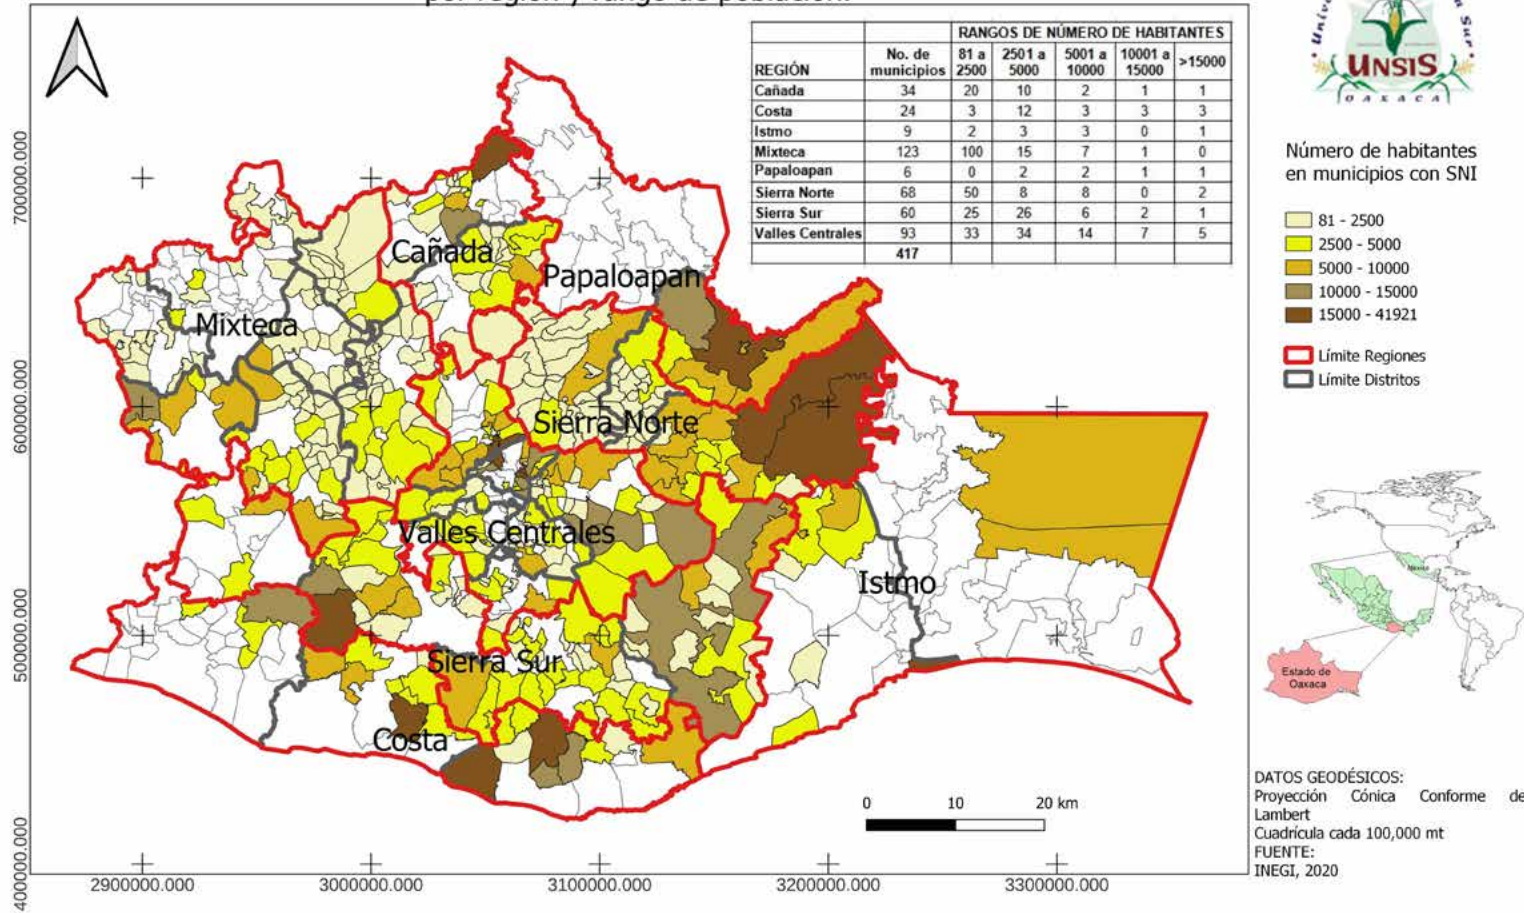 por región y rango de población.
RANGOS DE NÚMERO DE HABITANTES
REGIÓN No. de municipios 81 a 2500 2501 a 5000 5001 a 10000 10001 a 15000 >15000
Cañada 34 20 10 2 1 1
Costa 24 3 12 3 3 3
Istmo 9 2 3 3 0 1
Mixteca 123 100 15 7 1 0
Papaloapan 6 0 2 2 1 1
Sierra Norte 68 50 8 8 0 2
Sierra Sur 60 25 26 6 2 1
Valles Centrales 93 33 34 14 7 5
417
UNSIS
OAXACA
Sur
Número de habitantes
en municipios con SNI
81 - 2500
2500 - 5000
5000 - 10000
10000 - 15000
15000 - 41921
Límite Regiones
Límite Distritos
Cañada
Papaloapan
Mixteca
Sierra Norte
Valles Centrales
Istmo
Sierra Sur
Costa
México
Estado de
Oaxaca
0 10 20 km
700000.000
600000.000
500000.000
400000.000
2900000.000 3000000.000 3100000.000 3200000.000 3300000.000
DATOS GEODÉSICOS:
Proyección Cónica Conforme de
Lambert
Cuadrícula cada 100,000 mt
FUENTE:
INEGI, 2020